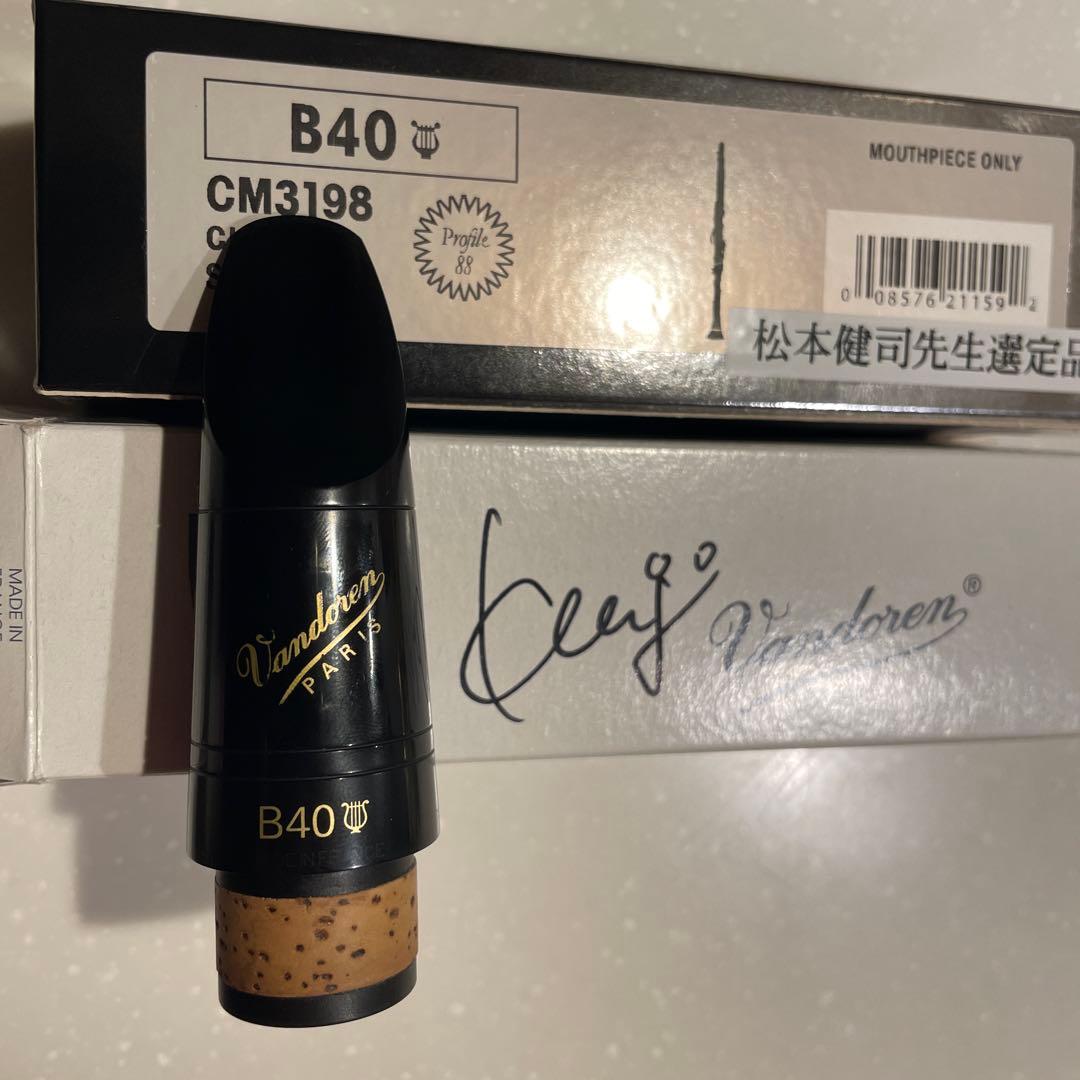 B40
CM3198
Profile
88
MOUTHPIECE ONLY
0 08576 21159 2
松本健司先生選定品
MADE IN
Kenji
Vandoren®
Vandoren
PARIS
B40